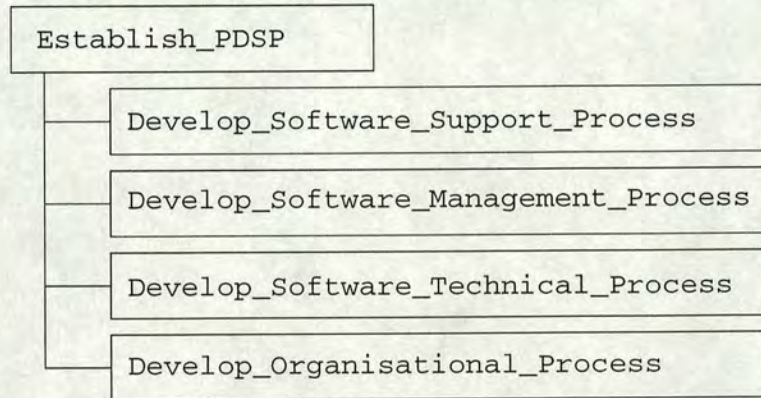 Establish_PDSP
Develop_Software_Support_Process
Develop_Software_Management_Process
Develop_Software_Technical_Process
Develop_Organisational_Process